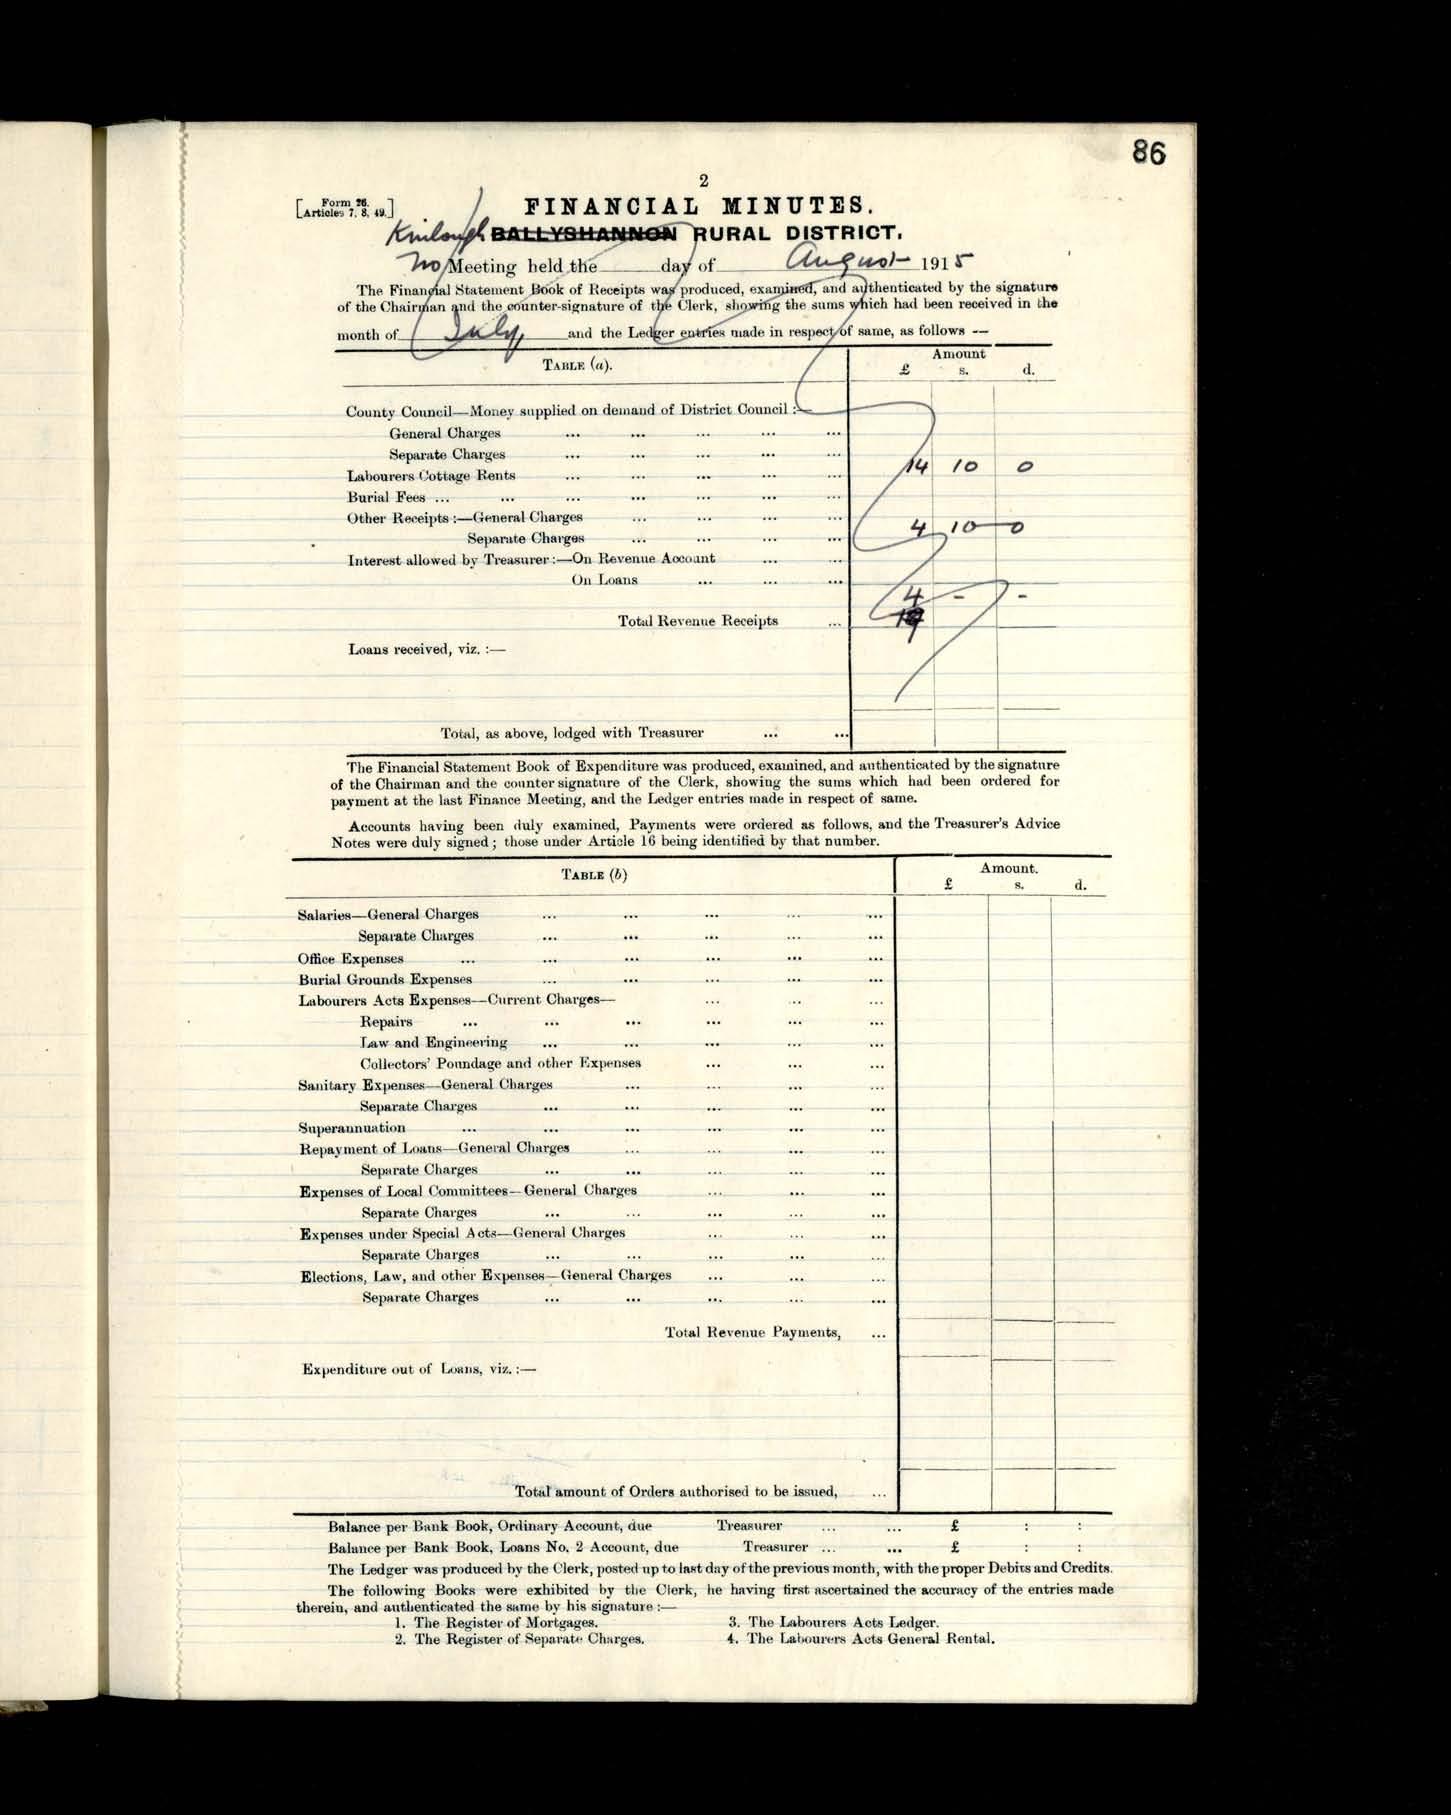 86
2
[Form 26. Articles 7, 8, 49.]
FINANCIAL MINUTES.
Kinlough BALLYSHANNON RURAL DISTRICT.
No Meeting held the day of August 1915
The Financial Statement Book of Receipts was produced, examined, and authenticated by the signature
of the Chairman and the counter-signature of the Clerk, showing the sums which had been received in the
month of July, and the Ledger entries made in respect of same, as follows —
TABLE (a).
Amount
£ s. d.
County Council—Money supplied on demand of District Council :—
General Charges ... ... ... ... ...
Separate Charges ... ... ... ... ...
Labourers Cottage Rents ... ... ... ... ... 14 10 0
Burial Fees ... ... ... ... ... ...
Other Receipts :—General Charges ... ... ... ...
Separate Charges ... ... ... ... 4 10 0
Interest allowed by Treasurer :—On Revenue Account ... ...
On Loans ... ... ...
4 - -
Total Revenue Receipts ...
Loans received, viz. :—
Total, as above, lodged with Treasurer ... ...
The Financial Statement Book of Expenditure was produced, examined, and authenticated by the signature
of the Chairman and the counter signature of the Clerk, showing the sums which had been ordered for
payment at the last Finance Meeting, and the Ledger entries made in respect of same.
Accounts having been duly examined, Payments were ordered as follows, and the Treasurer's Advice
Notes were duly signed ; those under Article 16 being identified by that number.
TABLE (b)
Amount.
£ s. d.
Salaries—General Charges ... ... ... ... ...
Separate Charges ... ... ... ... ...
Office Expenses ... ... ... ... ... ...
Burial Grounds Expenses ... ... ... ... ...
Labourers Acts Expenses—Current Charges— ... ... ...
Repairs ... ... ... ... ... ...
Law and Engineering ... ... ... ... ...
Collectors' Poundage and other Expenses ... ... ...
Sanitary Expenses—General Charges ... ... ... ...
Separate Charges ... ... ... ... ...
Superannuation ... ... ... ... ... ...
Repayment of Loans—General Charges ... ... ... ...
Separate Charges ... ... ... ... ...
Expenses of Local Committees—General Charges ... ... ...
Separate Charges ... ... ... ... ...
Expenses under Special Acts—General Charges ... ... ...
Separate Charges ... ... ... ... ...
Elections, Law, and other Expenses—General Charges ... ... ...
Separate Charges ... ... ... ... ...
Total Revenue Payments, ...
Expenditure out of Loans, viz. :—
Total amount of Orders authorised to be issued, ...
Balance per Bank Book, Ordinary Account, due Treasurer ... ... £ : :
Balance per Bank Book, Loans No. 2 Account, due Treasurer ... ... £ : :
The Ledger was produced by the Clerk, posted up to last day of the previous month, with the proper Debits and Credits.
The following Books were exhibited by the Clerk, he having first ascertained the accuracy of the entries made
therein, and authenticated the same by his signature :—
1. The Register of Mortgages. 3. The Labourers Acts Ledger.
2. The Register of Separate Charges. 4. The Labourers Acts General Rental.